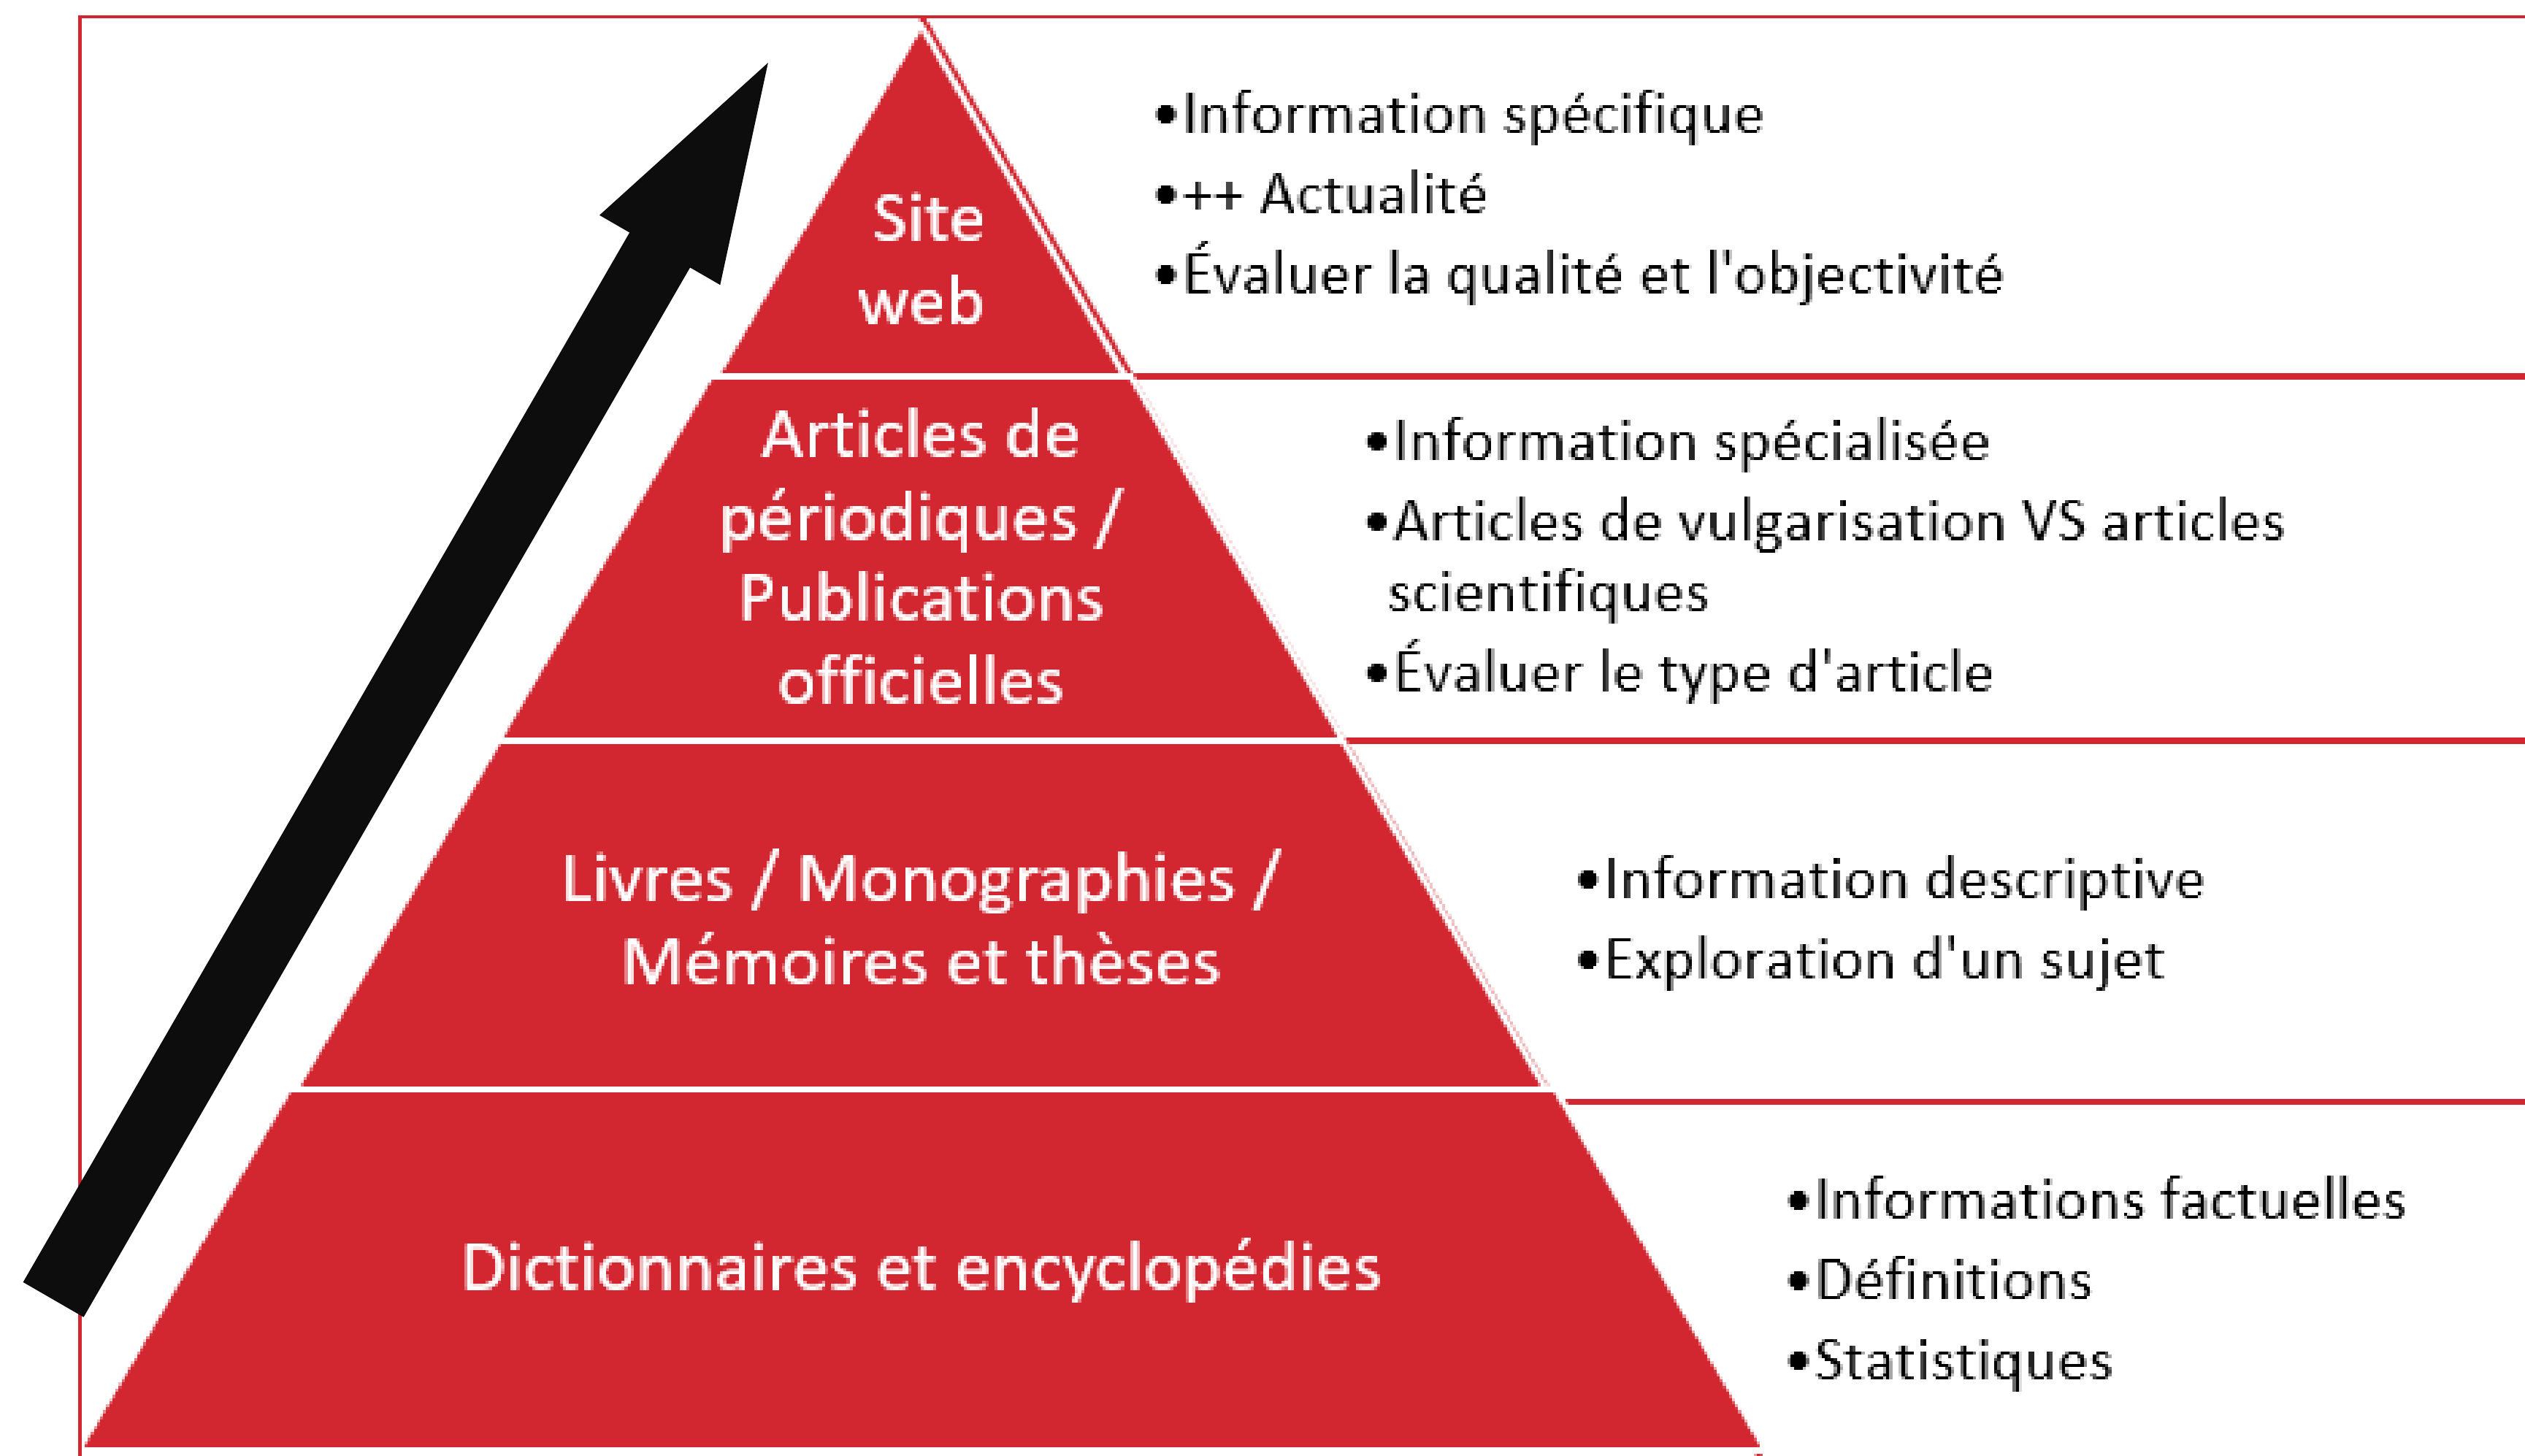 Site
web
•Information spécifique
•++ Actualité
•Évaluer la qualité et l'objectivité
Articles de
périodiques /
Publications
officielles
•Information spécialisée
•Articles de vulgarisation VS articles
scientifiques
•Évaluer le type d'article
Livres / Monographies /
Mémoires et thèses
•Information descriptive
•Exploration d'un sujet
Dictionnaires et encyclopédies
•Informations factuelles
•Définitions
•Statistiques